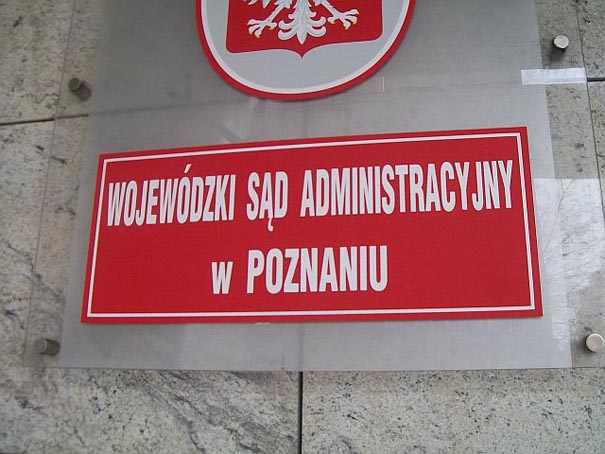 WOJEWÓDZKI SĄD ADMINISTRACYJNY
w POZNANIU